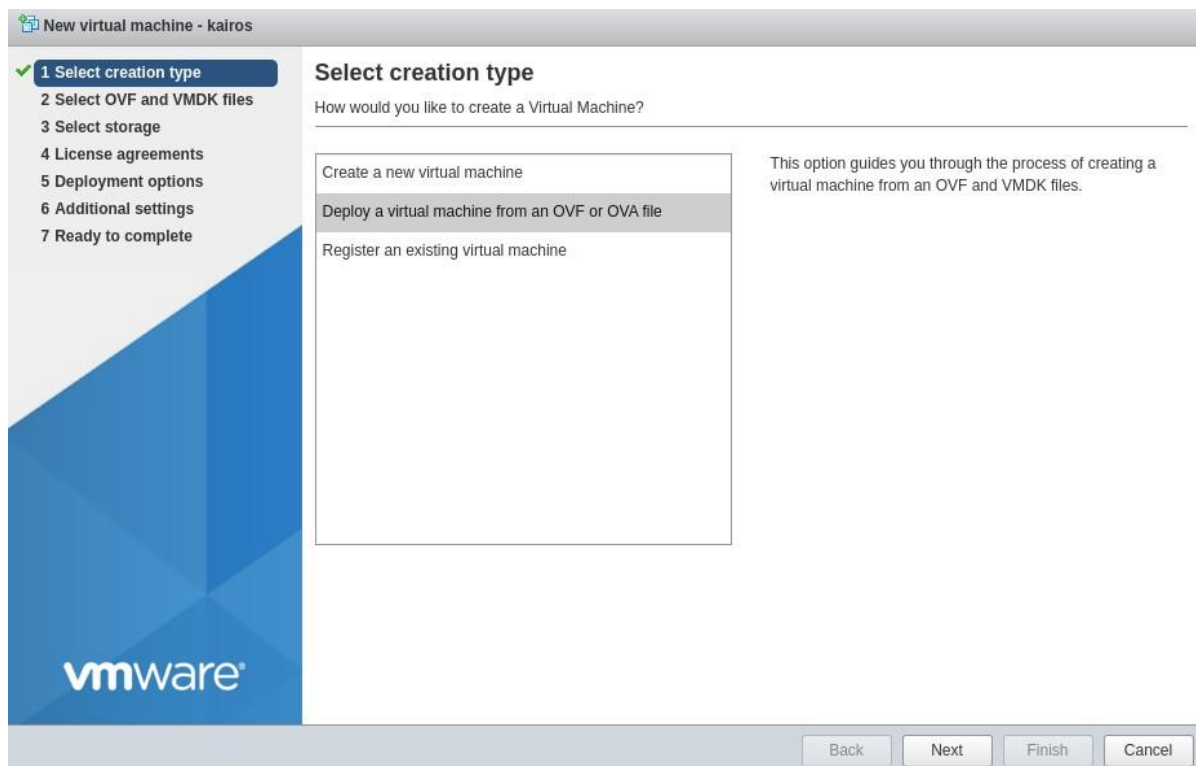 New virtual machine - kairos
1 Select creation type
2 Select OVF and VMDK files
3 Select storage
4 License agreements
5 Deployment options
6 Additional settings
7 Ready to complete
vmware®
Select creation type
How would you like to create a Virtual Machine?
Create a new virtual machine
Deploy a virtual machine from an OVF or OVA file
Register an existing virtual machine
This option guides you through the process of creating a
virtual machine from an OVF and VMDK files.
Back Next Finish Cancel